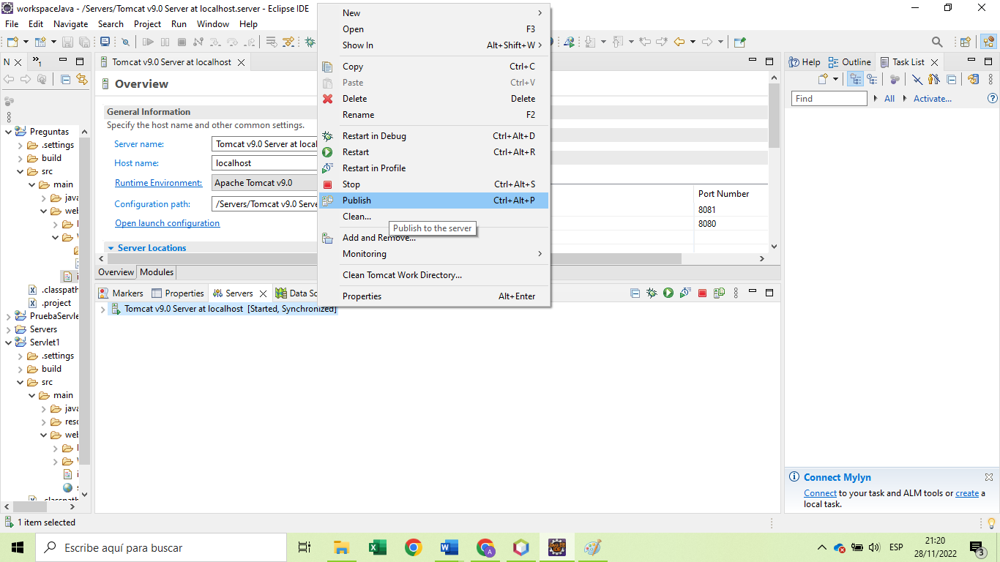 workspaceJava - /Servers/Tomcat v9.0 Server at localhost.server - Eclipse IDE
File Edit Navigate Search Project Run Window Help
N
1
Tomcat v9.0 Server at localhost
Overview
General Information
Specify the host name and other common settings.
Server name:
Tomcat v9.0 Server at local
Host name:
localhost
Runtime Environment:
Apache Tomcat v9.0
Configuration path:
/Servers/Tomcat v9.0 Serve
Open launch configuration
Server Locations
Port Number
8081
8080
Overview Modules
Markers Properties Servers Data So
Tomcat v9.0 Server at localhost [Started, Synchronized]
New
Open F3
Show In Alt+Shift+W
Copy Ctrl+C
Paste Ctrl+V
Delete Delete
Rename F2
Restart in Debug Ctrl+Alt+D
Restart Ctrl+Alt+R
Restart in Profile
Stop Ctrl+Alt+S
Publish Ctrl+Alt+P
Clean...
Publish to the server
Add and Remove...
Monitoring
Clean Tomcat Work Directory...
Properties Alt+Enter
Preguntas
.settings
build
src
main
java
web
.classpath
.project
PruebaServle
Servers
Servlet1
.settings
build
src
main
java
reso
web
.classpath
Help Outline Task List
Find
All
Activate...
Connect Mylyn
Connect to your task and ALM tools or create a
local task.
1 item selected
Escribe aquí para buscar
ESP
21:20
28/11/2022
3